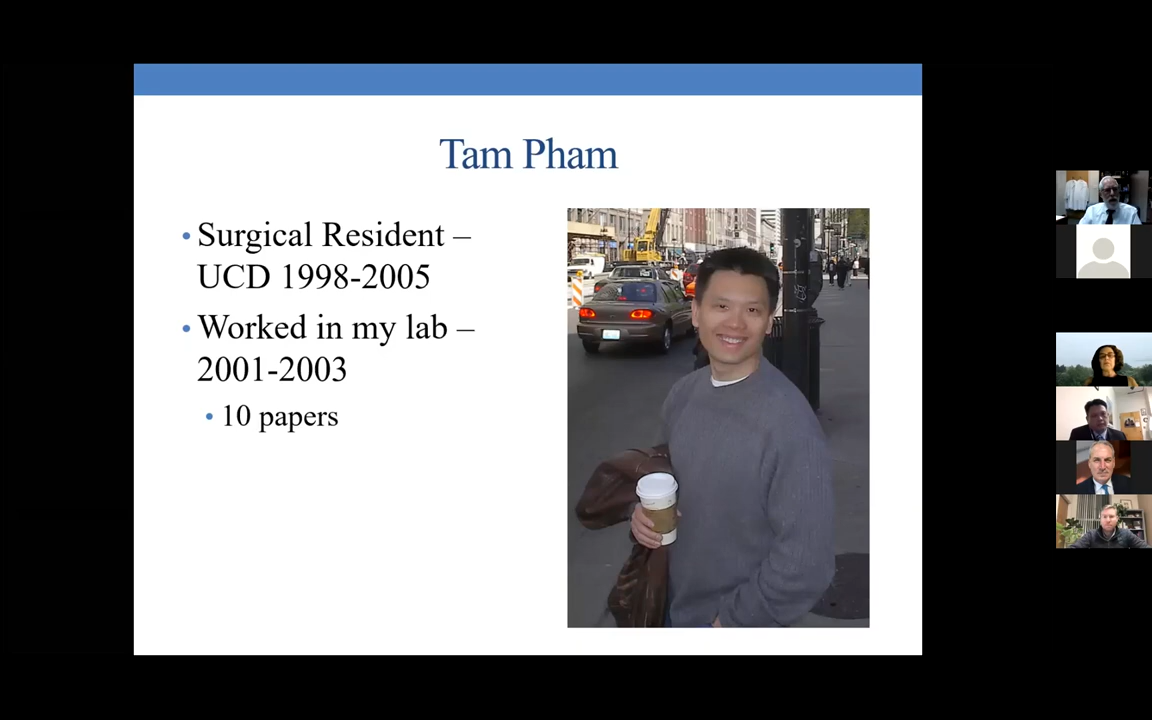 Tam Pham
• Surgical Resident –
UCD 1998-2005
• Worked in my lab –
2001-2003
• 10 papers